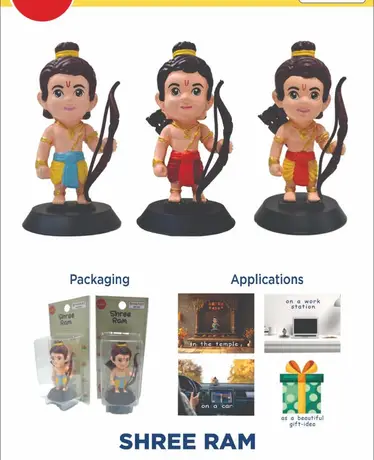 Packaging Applications
Shree
Ram
Shree
Ram
in the temple
on a work
station
on a car
as a beautiful
gift-idea
SHREE RAM